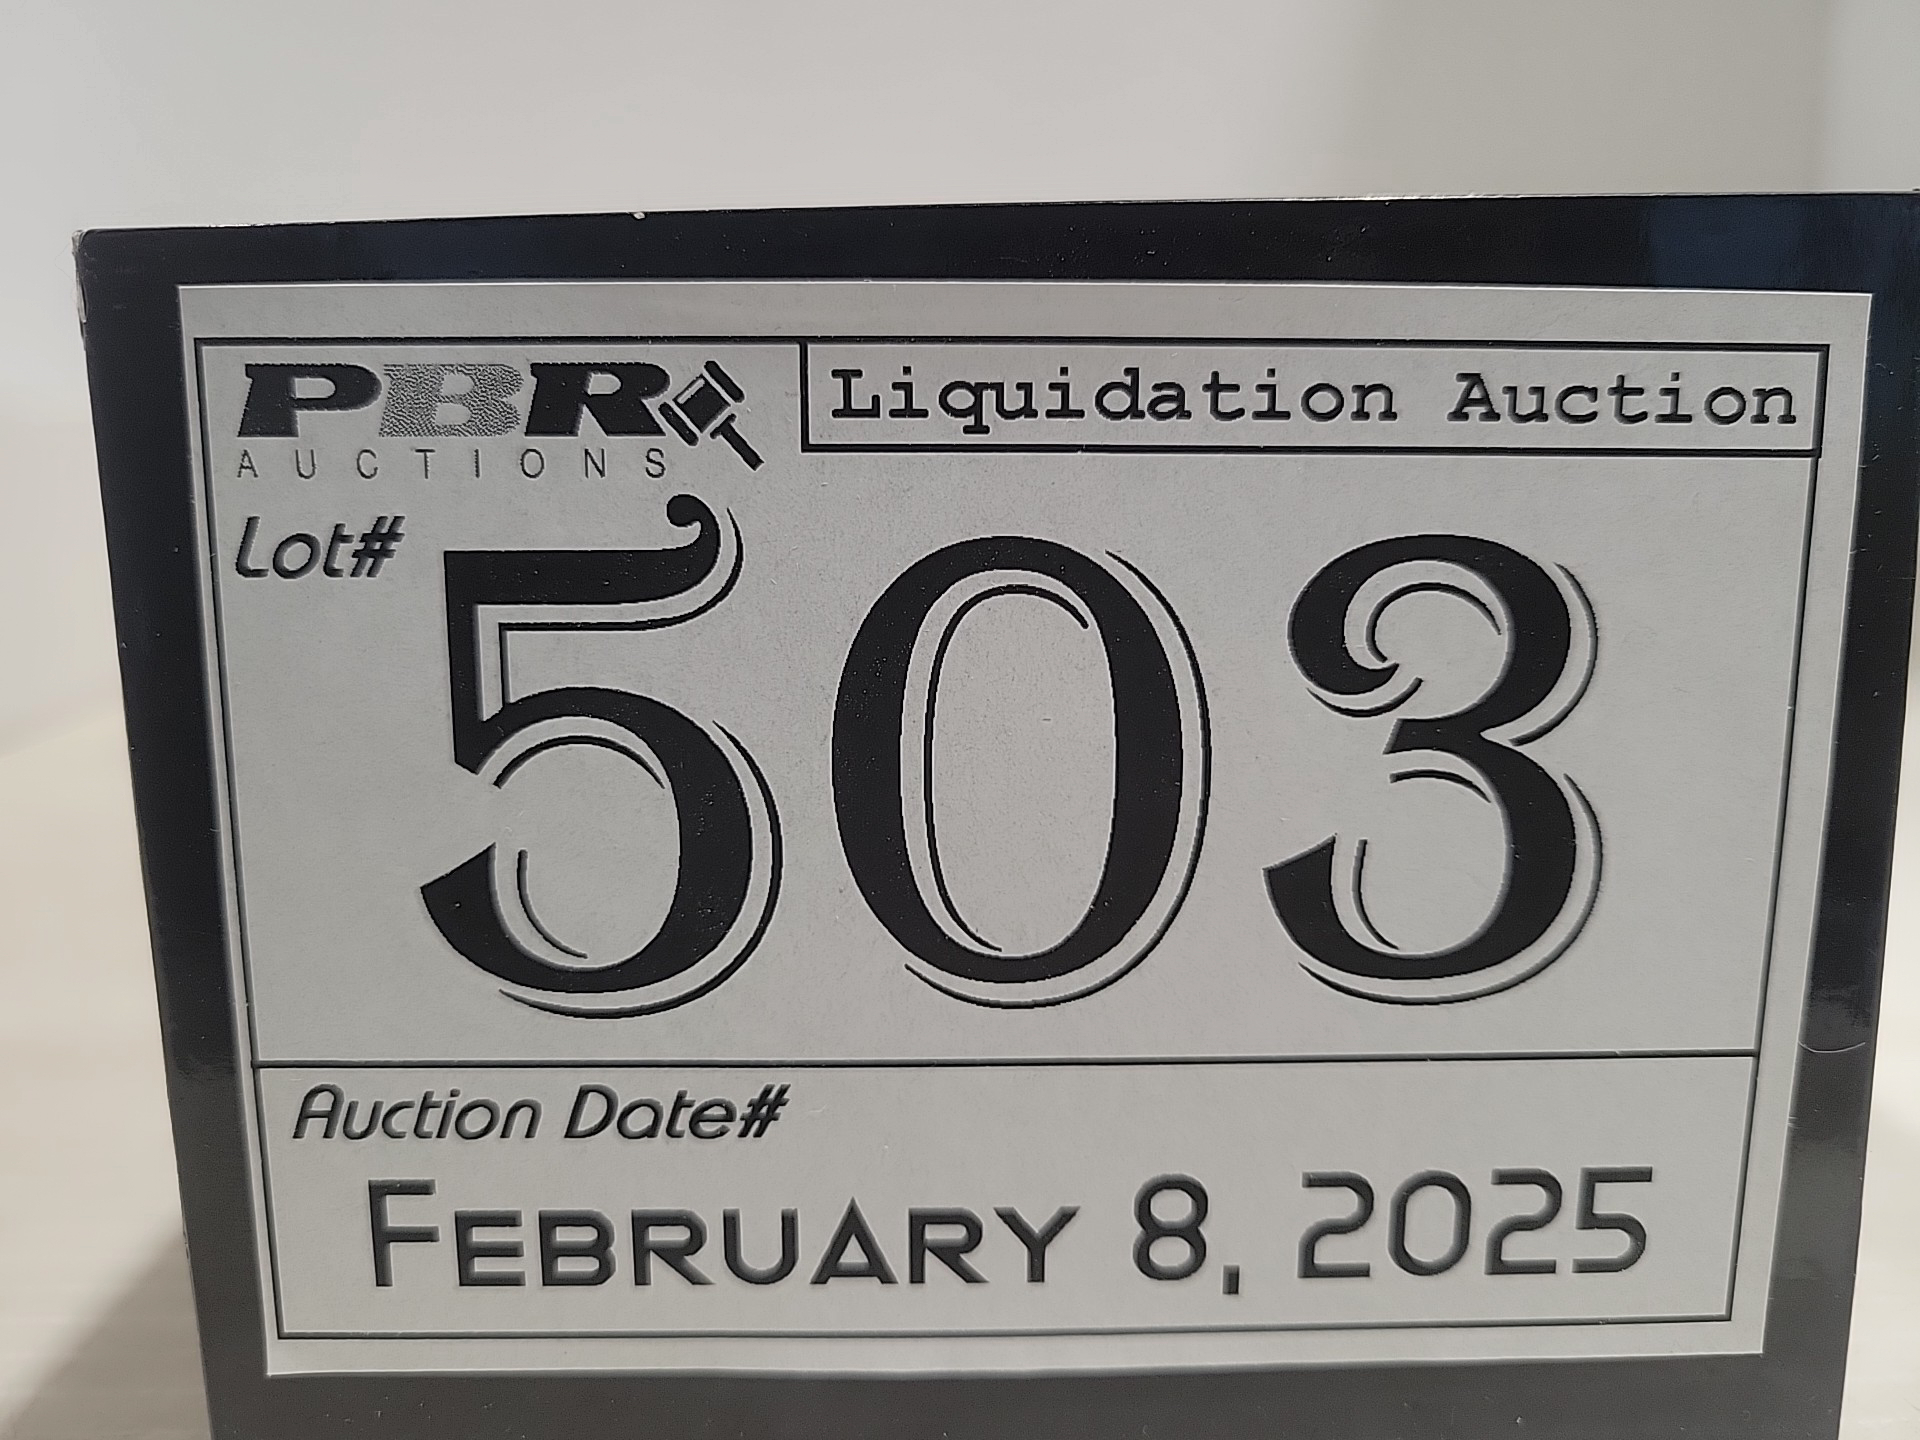 PBR
AUCTIONS
Liquidation Auction
Lot#
503
Auction Date#
FEBRUARY 8, 2025